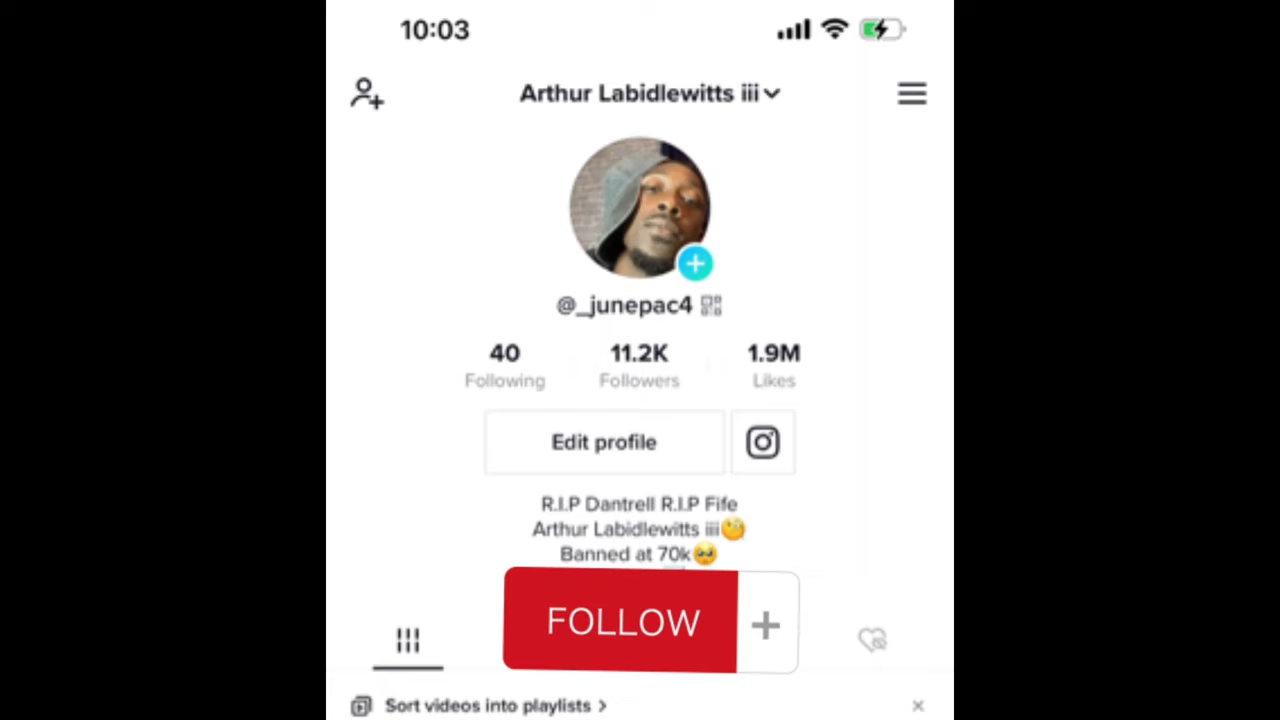 10:03
Arthur Labidlewitts iii
@_junepac4
40 11.2K 1.9M
Following Followers Likes
Edit profile
R.I.P Dantrell R.I.P Fife
Arthur Labidlewitts iii🧐
Banned at 70k🥺
FOLLOW +
Sort videos into playlists >